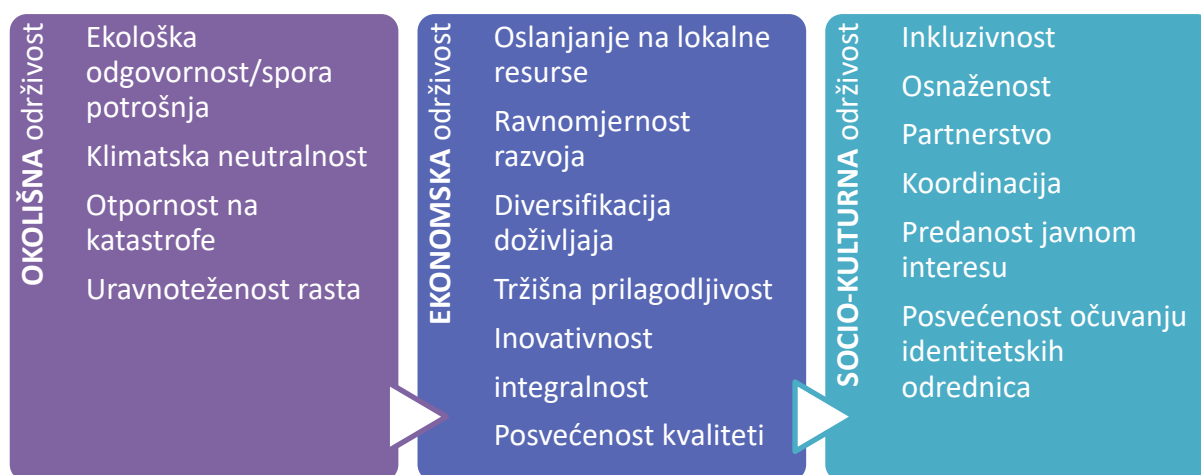 OKOLIŠNA održivost
Ekološka
odgovornost/spora
potrošnja
Klimatska neutralnost
Otpornost na
katastrofe
Uravnoteženost rasta
EKONOMSKA održivost
Oslanjanje na lokalne
resurse
Ravnomjernost
razvoja
Diversifikacija
doživljaja
Tržišna prilagodljivost
Inovativnost
integralnost
Posvećenost kvaliteti
SOCIO-KULTURNA održivost
Inkluzivnost
Osnaženost
Partnerstvo
Koordinacija
Predanost javnom
interesu
Posvećenost očuvanju
identitetskih
odrednica